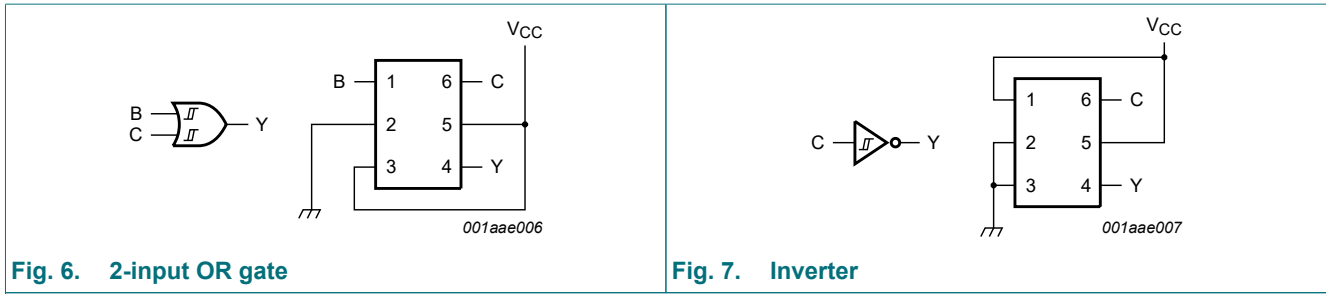 B
C
Y
VCC
B 1 6 C
2 5
3 4 Y
001aae006
Fig. 6. 2-input OR gate
C
Y
VCC
1 6 C
2 5
3 4 Y
001aae007
Fig. 7. Inverter